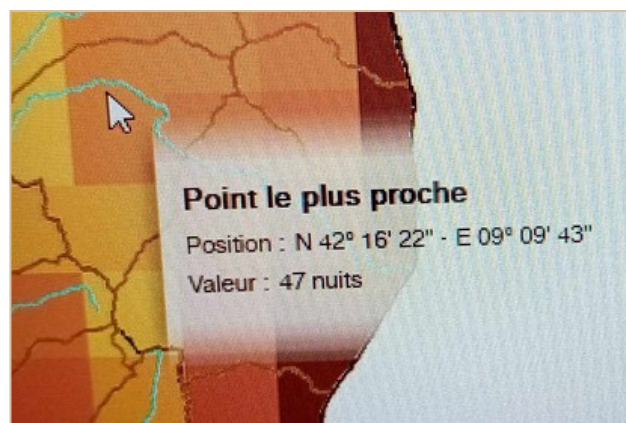 Point le plus proche
Position : N 42° 16' 22" - E 09° 09' 43"
Valeur : 47 nuits